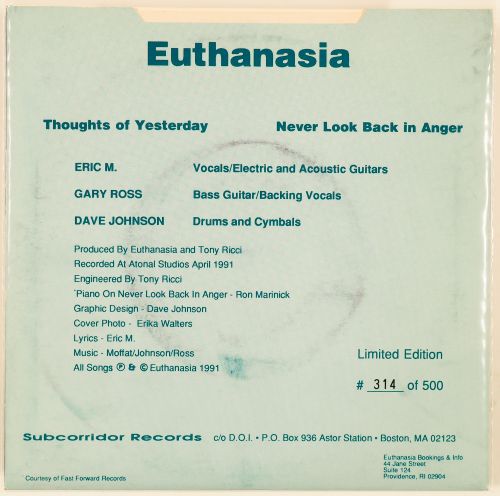 Euthanasia
Thoughts of Yesterday Never Look Back in Anger
ERIC M. Vocals/Electric and Acoustic Guitars
GARY ROSS Bass Guitar/Backing Vocals
DAVE JOHNSON Drums and Cymbals
Produced By Euthanasia and Tony Ricci
Recorded At Atonal Studios April 1991
Engineered By Tony Ricci
'Piano On Never Look Back In Anger - Ron Marinick
Graphic Design - Dave Johnson
Cover Photo - Erika Walters
Lyrics - Eric M.
Music - Moffat/Johnson/Ross
All Songs ℗ & © Euthanasia 1991
Limited Edition
# 314 of 500
Subcorridor Records c/o D.O.I. • P.O. Box 936 Astor Station • Boston, MA 02123
Euthanasia Bookings & Info
44 Jane Street
Suite 124
Providence, RI 02904
Courtesy of Fast Forward Records